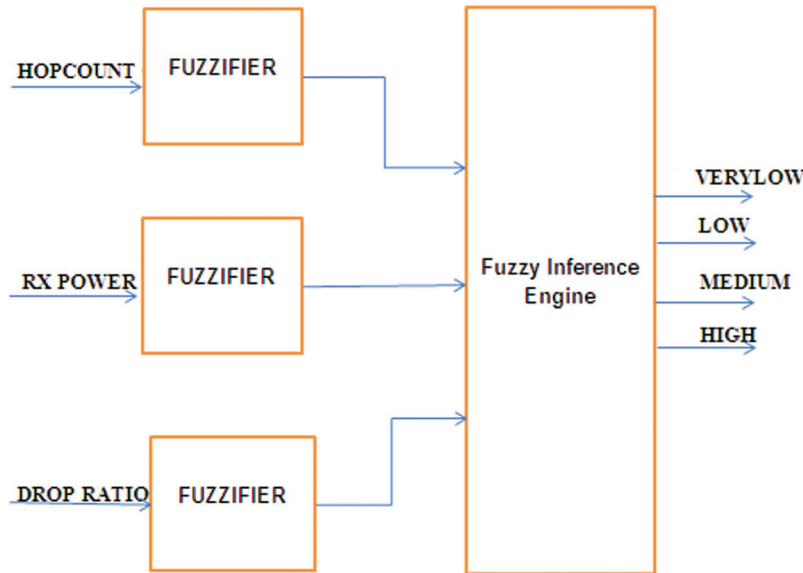 HOPCOUNT
FUZZIFIER
RX POWER
FUZZIFIER
DROP RATIO
FUZZIFIER
Fuzzy Inference
Engine
VERYLOW
LOW
MEDIUM
HIGH